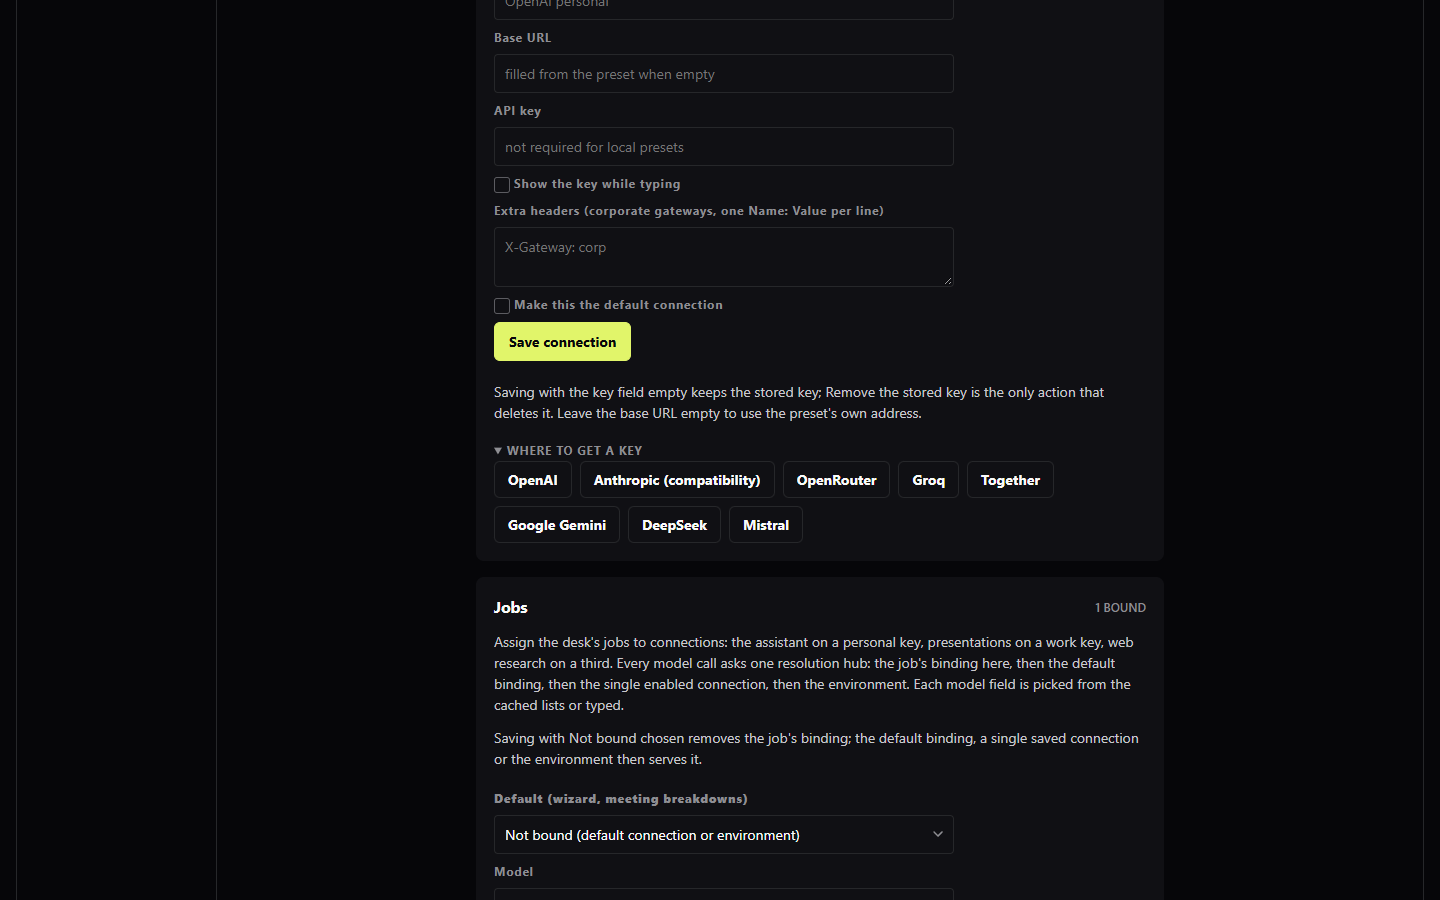 OpenAI personal
Base URL
filled from the preset when empty
API key
not required for local presets
Show the key while typing
Extra headers (corporate gateways, one Name: Value per line)
X-Gateway: corp
Make this the default connection
Save connection
Saving with the key field empty keeps the stored key; Remove the stored key is the only action that
deletes it. Leave the base URL empty to use the preset's own address.
▼ WHERE TO GET A KEY
OpenAI Anthropic (compatibility) OpenRouter Groq Together
Google Gemini DeepSeek Mistral
Jobs 1 BOUND
Assign the desk's jobs to connections: the assistant on a personal key, presentations on a work key, web
research on a third. Every model call asks one resolution hub: the job's binding here, then the default
binding, then the single enabled connection, then the environment. Each model field is picked from the
cached lists or typed.
Saving with Not bound chosen removes the job's binding; the default binding, a single saved connection
or the environment then serves it.
Default (wizard, meeting breakdowns)
Not bound (default connection or environment)
Model